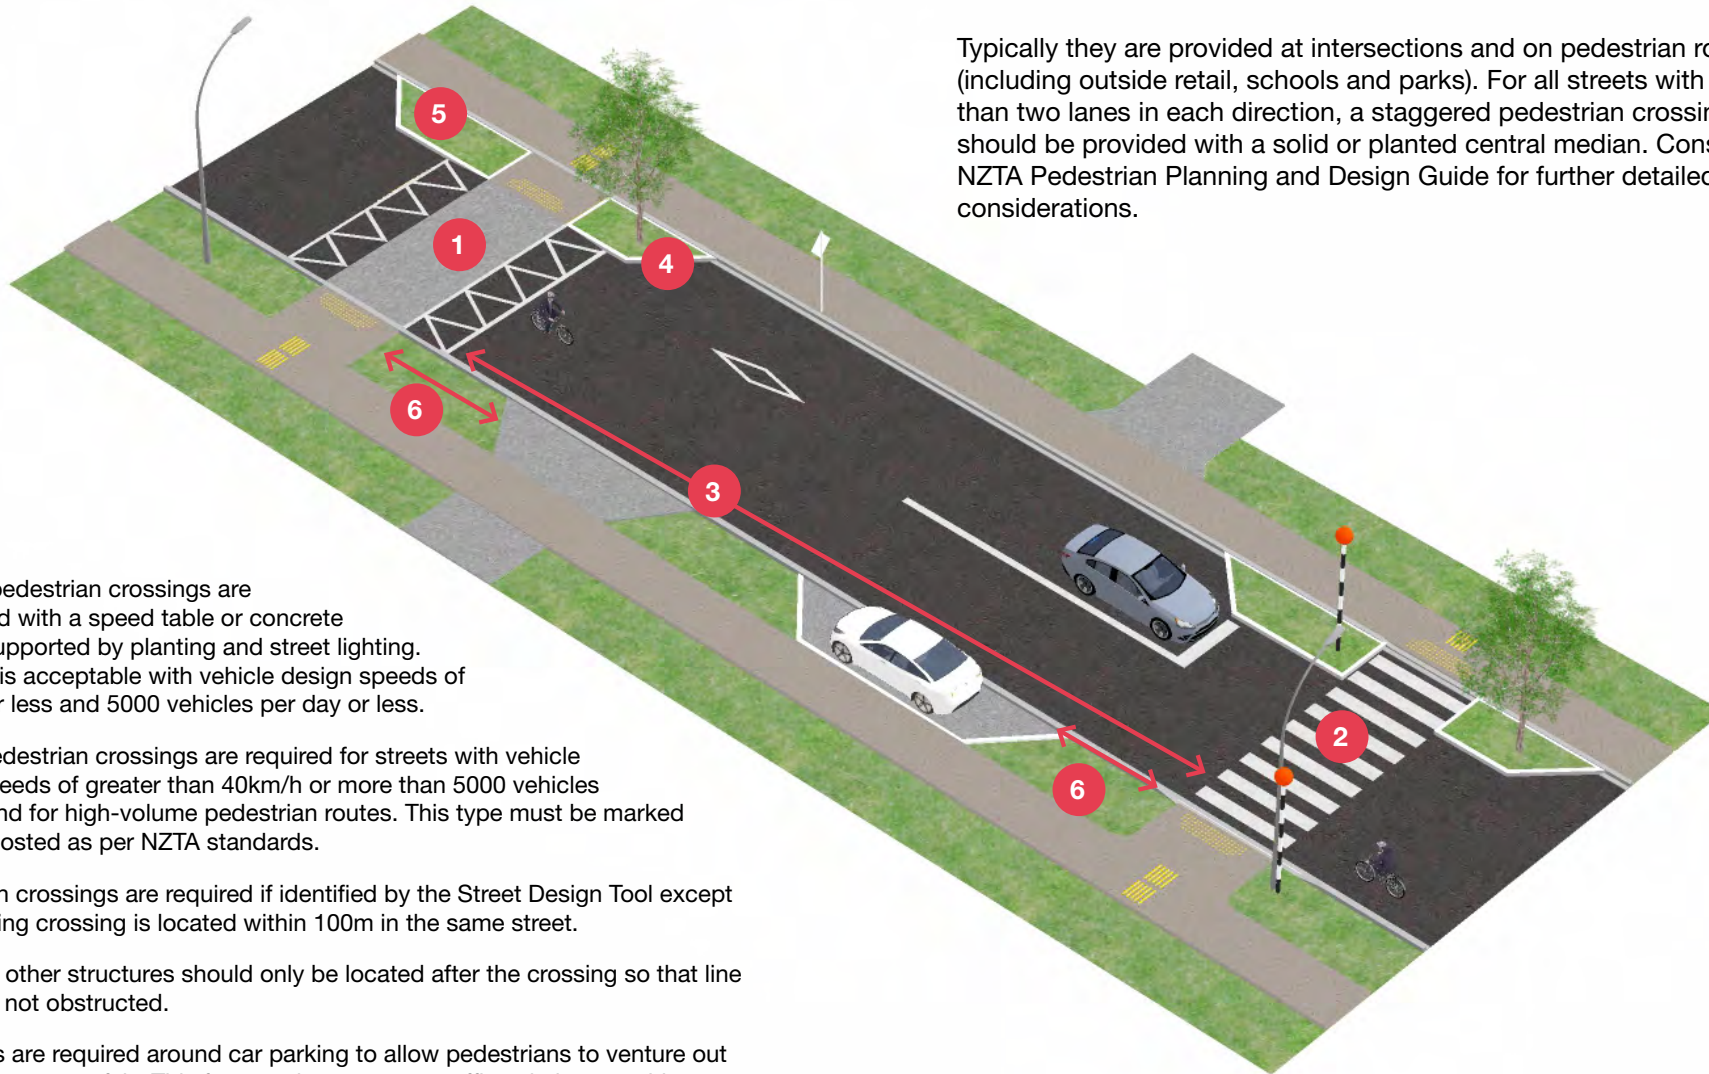 Typically they are provided at intersections and on pedestrian
(including outside retail, schools and parks). For all streets with
than two lanes in each direction, a staggered pedestrian
should be provided with a solid or planted central median.
NZTA Pedestrian Planning and Design Guide for further detailed
considerations.
5
1
4
6
3
2
6
pedestrian crossings are
d with a speed table or concrete
upported by planting and street lighting.
is acceptable with vehicle design speeds of
r less and 5000 vehicles per day or less.
edestrian crossings are required for streets with vehicle
eeds of greater than 40km/h or more than 5000 vehicles
nd for high-volume pedestrian routes. This type must be marked
osted as per NZTA standards.
n crossings are required if identified by the Street Design Tool except
ing crossing is located within 100m in the same street.
other structures should only be located after the crossing so that line
not obstructed.
s are required around car parking to allow pedestrians to venture out